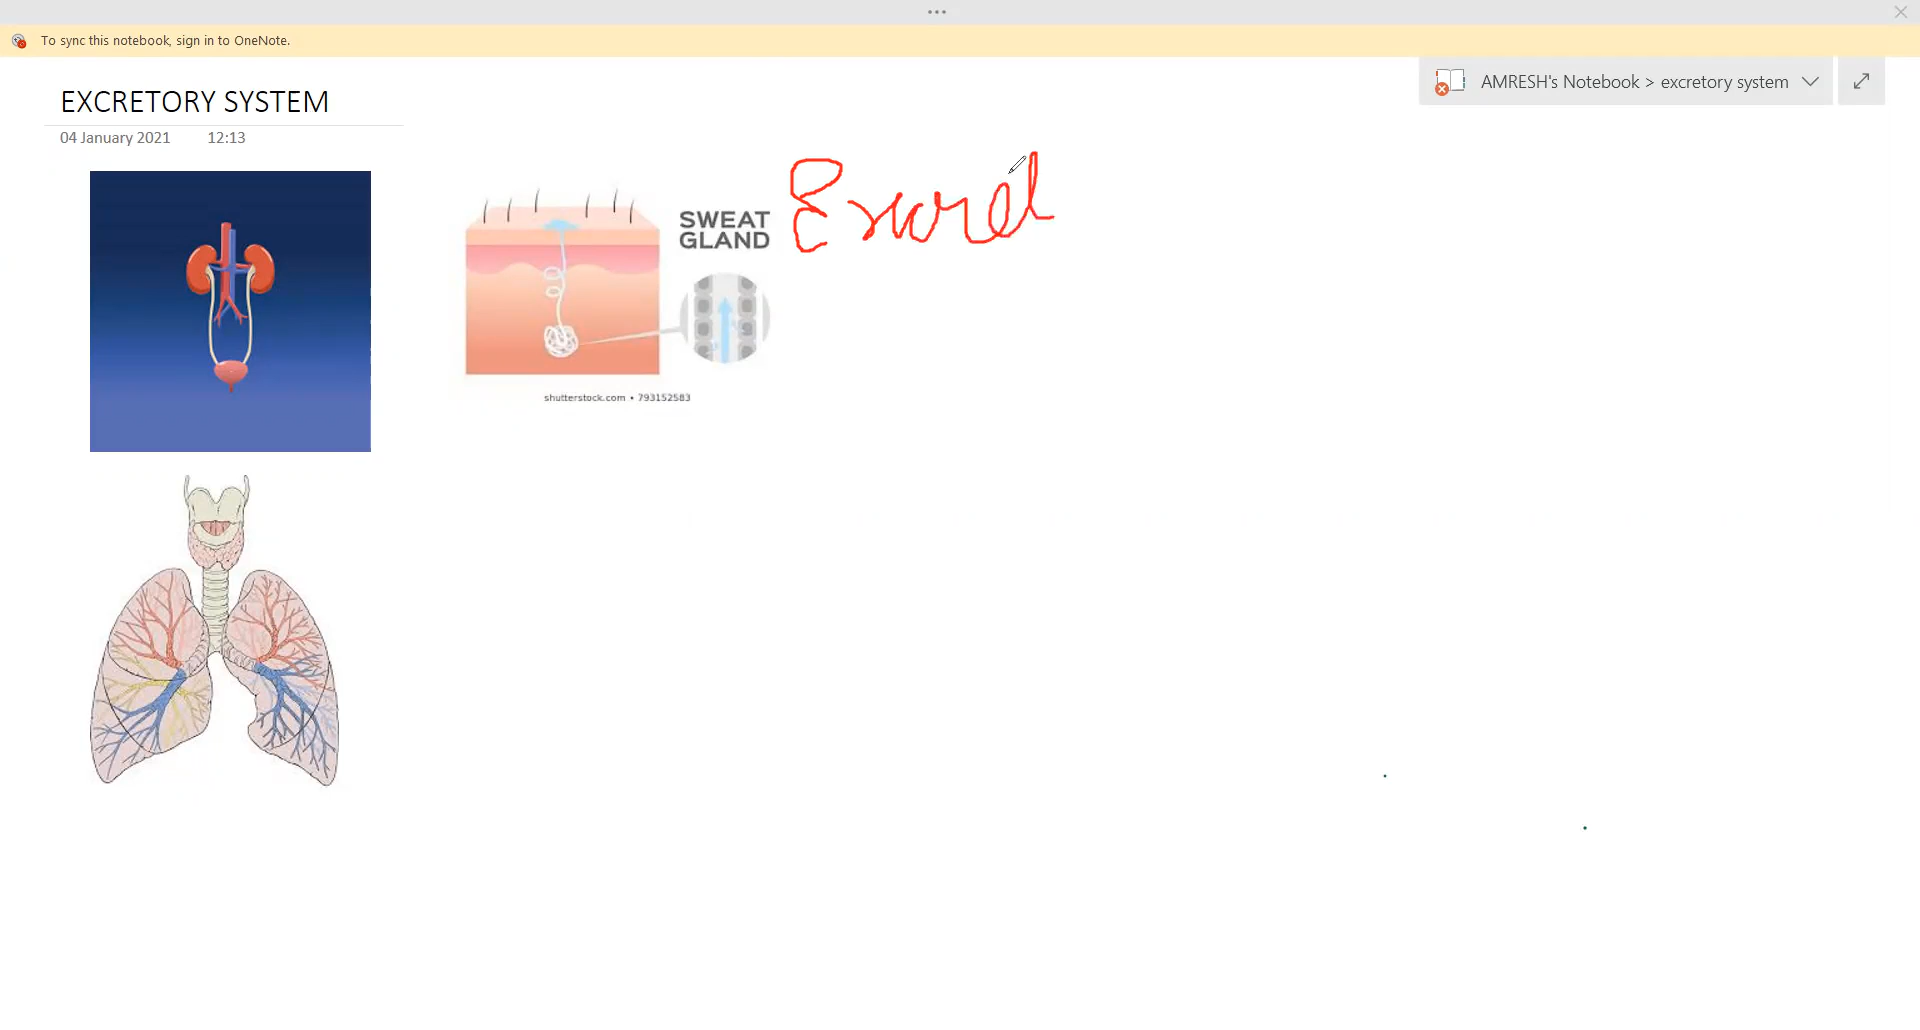 To sync this notebook, sign in to OneNote.
AMRESH's Notebook > excretory system
EXCRETORY SYSTEM
04 January 2021 12:13
Excret
SWEAT
GLAND
shutterstock.com • 793152583